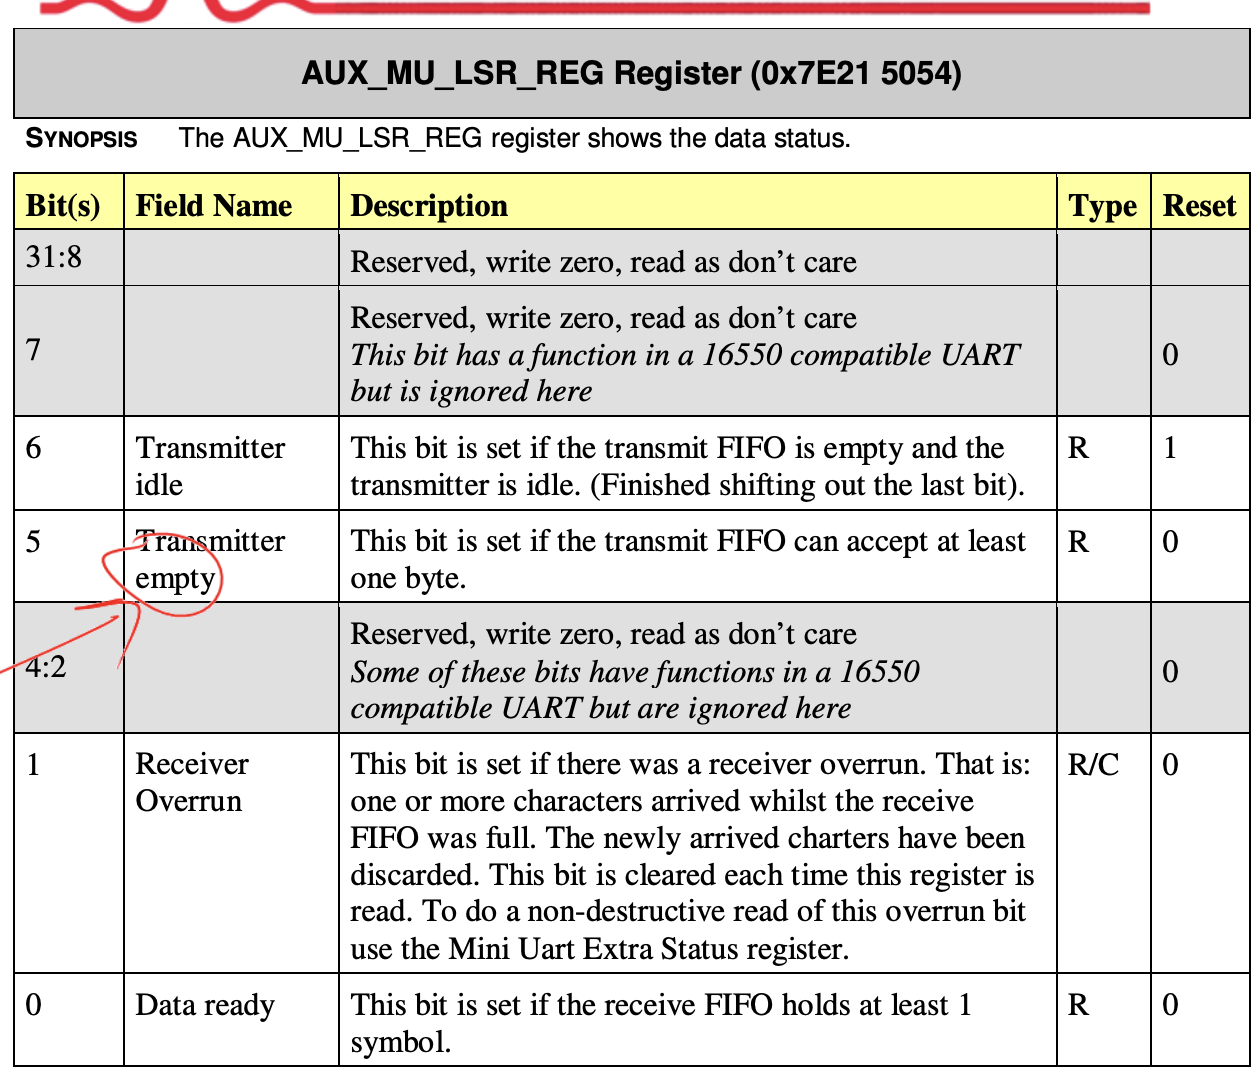 AUX_MU_LSR_REG Register (0x7E21 5054)
SYNOPSIS The AUX_MU_LSR_REG register shows the data status.
Bit(s) Field Name Description Type Reset
31:8 Reserved, write zero, read as don’t care
7 Reserved, write zero, read as don’t care
This bit has a function in a 16550 compatible UART
but is ignored here
0
6 Transmitter idle
This bit is set if the transmit FIFO is empty and the
transmitter is idle. (Finished shifting out the last bit).
R 1
5 Transmitter empty
This bit is set if the transmit FIFO can accept at least
one byte.
R 0
4:2 Reserved, write zero, read as don’t care
Some of these bits have functions in a 16550
compatible UART but are ignored here
0
1 Receiver Overrun
This bit is set if there was a receiver overrun. That is:
one or more characters arrived whilst the receive
FIFO was full. The newly arrived charters have been
discarded. This bit is cleared each time this register is
read. To do a non-destructive read of this overrun bit
use the Mini Uart Extra Status register.
R/C 0
0 Data ready
This bit is set if the receive FIFO holds at least 1
symbol.
R 0